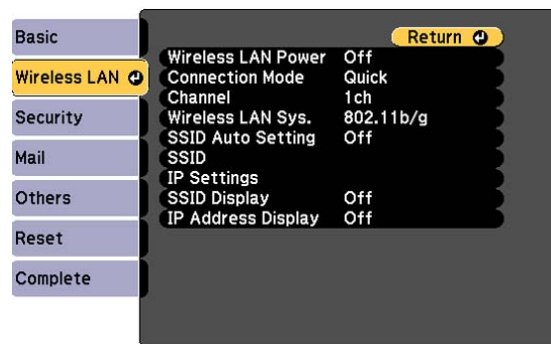 Basic
Wireless LAN
Security
Mail
Others
Reset
Complete
Return
Wireless LAN Power Off
Connection Mode Quick
Channel 1ch
Wireless LAN Sys. 802.11b/g
SSID Auto Setting Off
SSID
IP Settings
SSID Display Off
IP Address Display Off